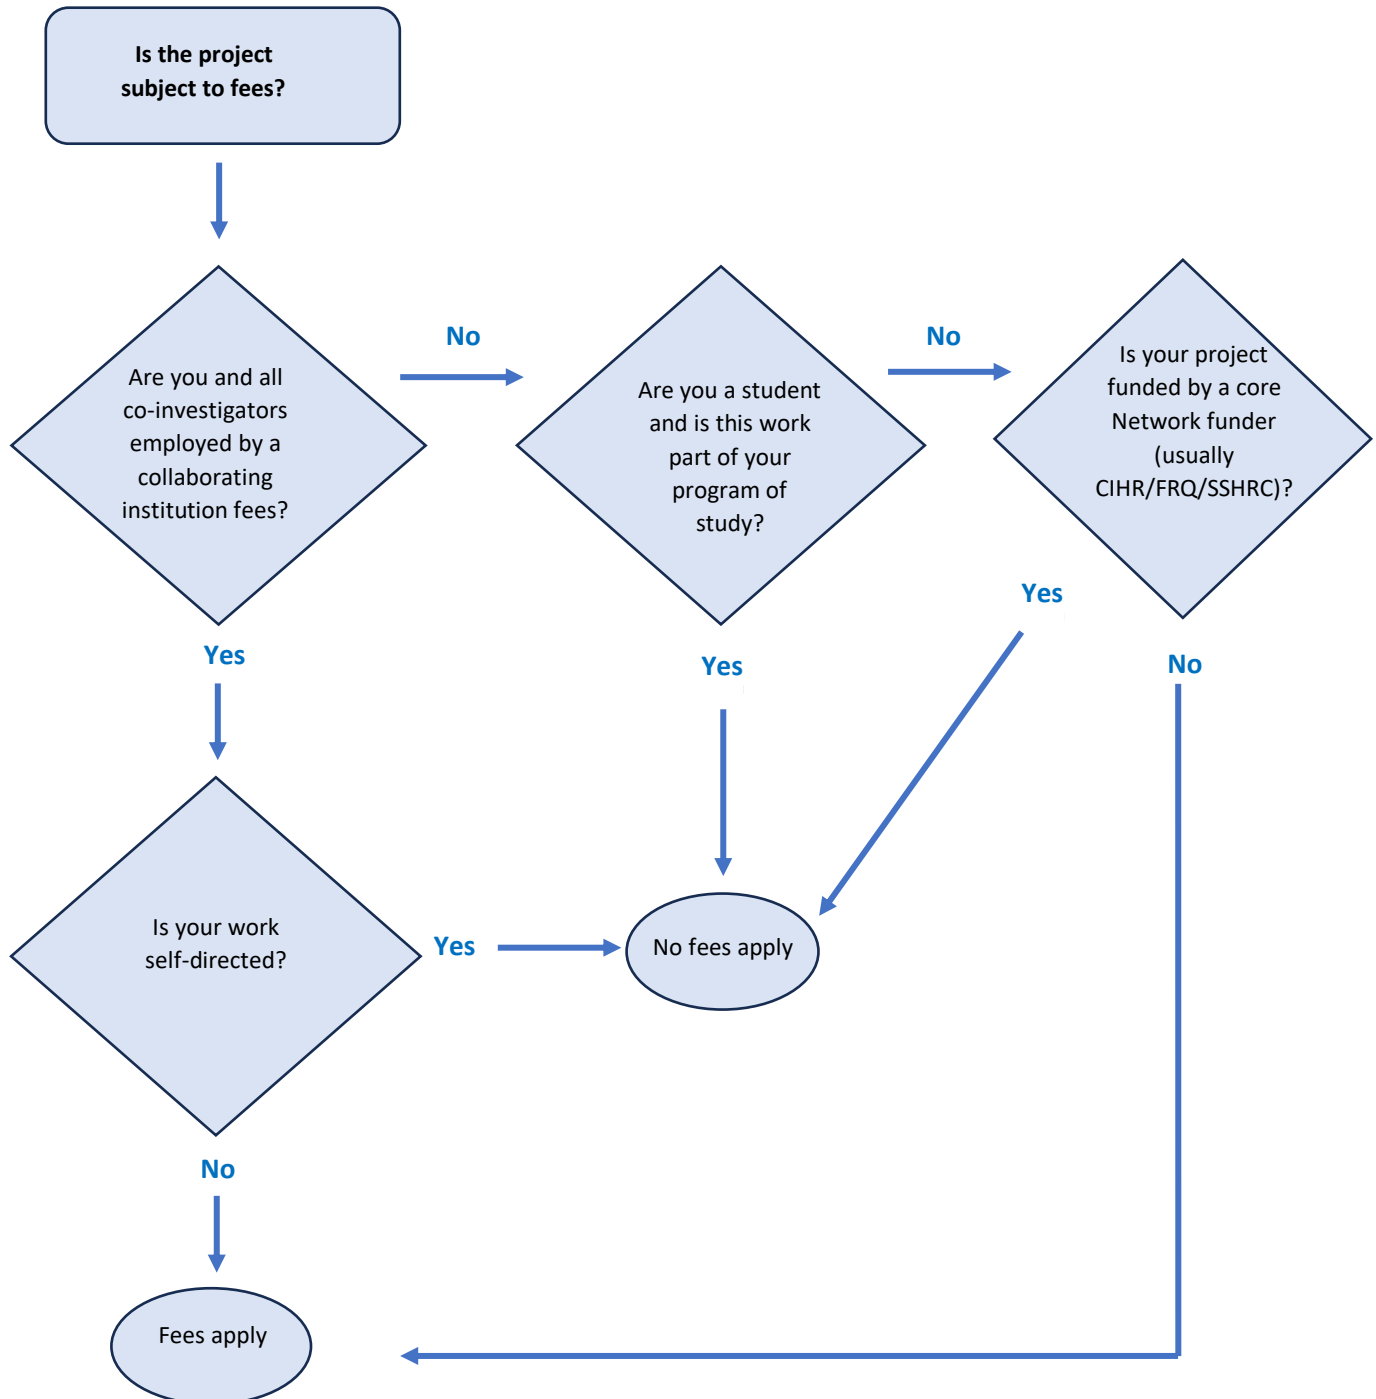 Is the project
subject to fees?
Are you and all
co-investigators
employed by a
collaborating
institution fees?
No
Are you a student
and is this work
part of your
program of
study?
No
Is your project
funded by a core
Network funder
(usually
CIHR/FRQ/SSHRC)?
Yes
Yes
Yes
No
Is your work
self-directed?
Yes
No fees apply
No
Fees apply